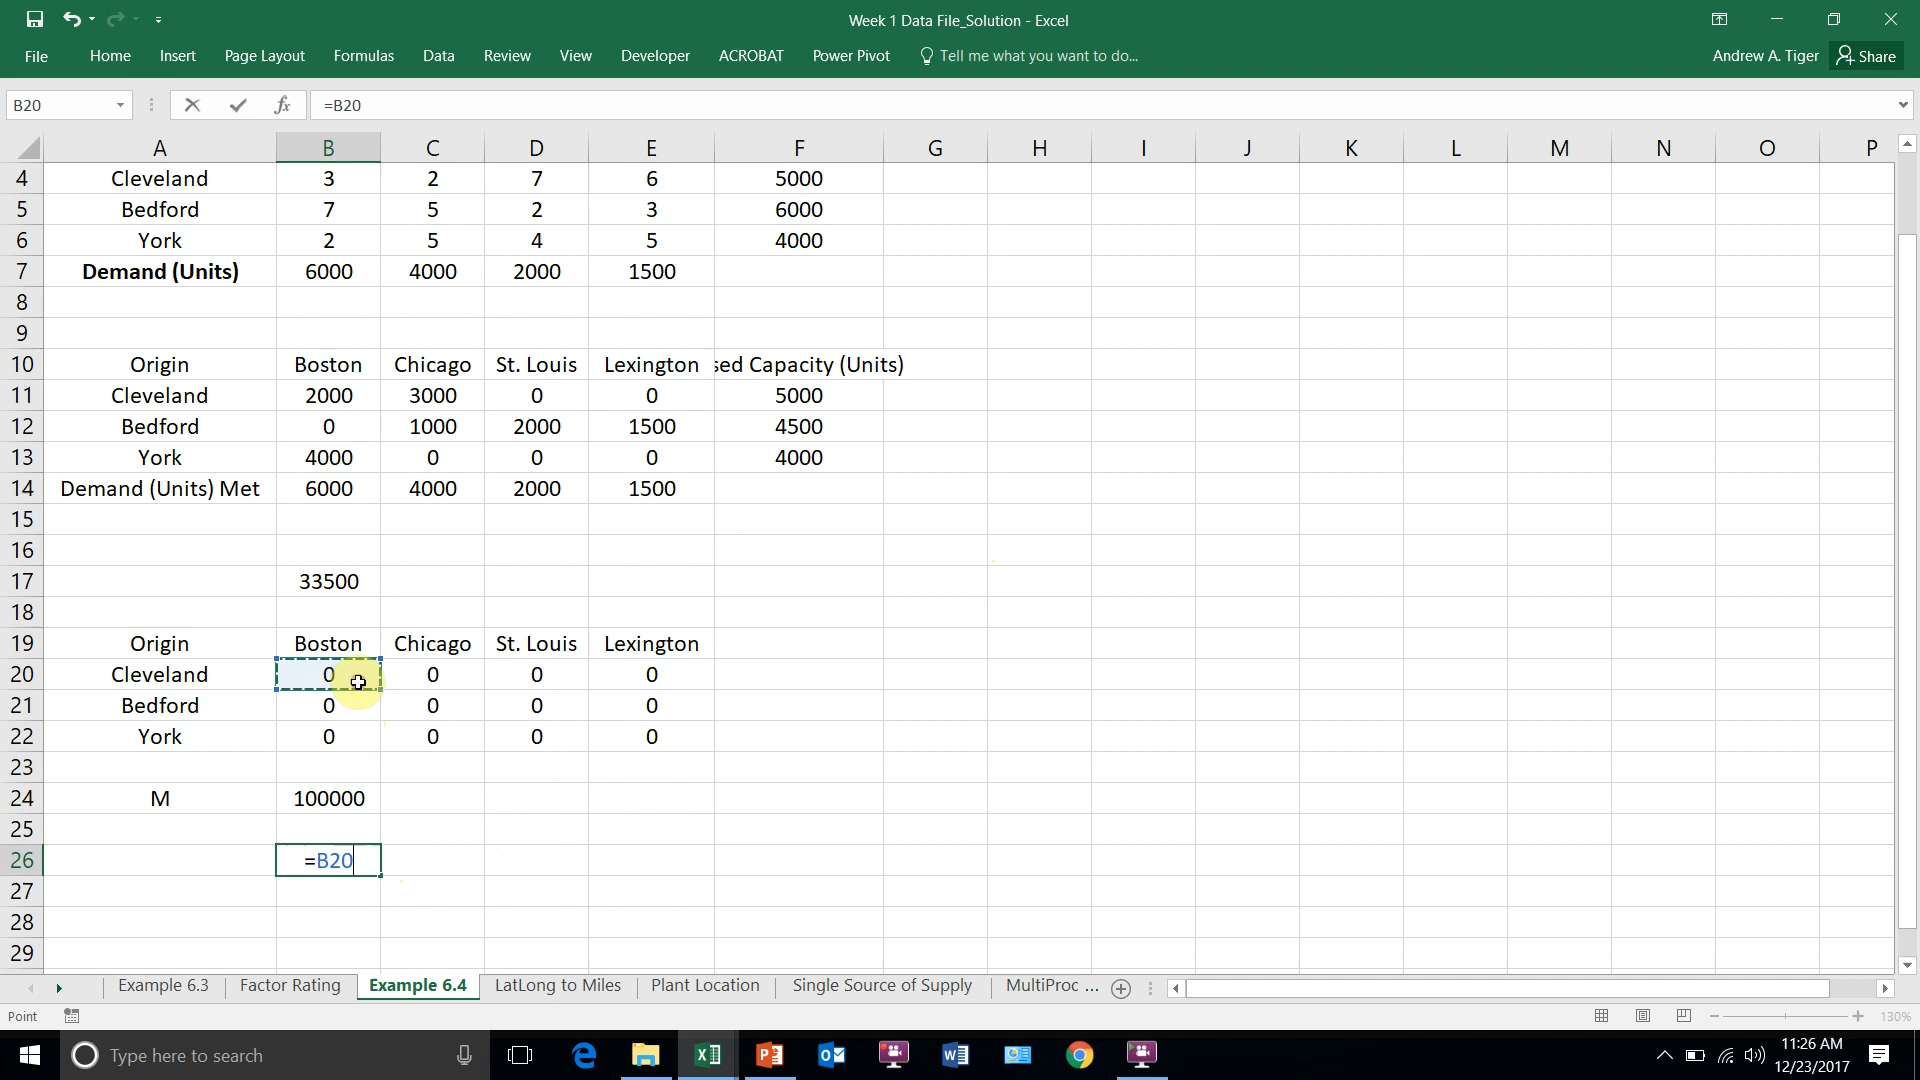 Week 1 Data File_Solution - Excel
File Home Insert Page Layout Formulas Data Review View Developer ACROBAT Power Pivot Tell me what you want to do... Andrew A. Tiger Share
B20 fx =B20
A B C D E F G H I J K L M N O P
4 Cleveland 3 2 7 6 5000
5 Bedford 7 5 2 3 6000
6 York 2 5 4 5 4000
7 Demand (Units) 6000 4000 2000 1500
8
9
10 Origin Boston Chicago St. Louis Lexington sed Capacity (Units)
11 Cleveland 2000 3000 0 0 5000
12 Bedford 0 1000 2000 1500 4500
13 York 4000 0 0 0 4000
14 Demand (Units) Met 6000 4000 2000 1500
15
16
17 33500
18
19 Origin Boston Chicago St. Louis Lexington
20 Cleveland 0 0 0 0
21 Bedford 0 0 0 0
22 York 0 0 0 0
23
24 M 100000
25
26 =B20
27
28
29
Example 6.3 Factor Rating Example 6.4 LatLong to Miles Plant Location Single Source of Supply MultiProc ...
Point 130%
Type here to search 11:26 AM
12/23/2017